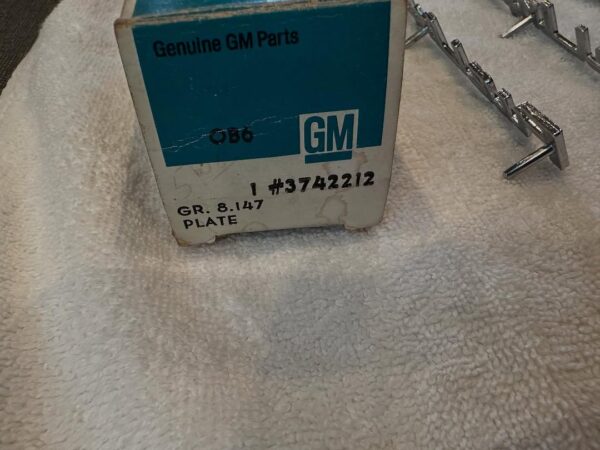 Genuine GM Parts
OB6
GM
1 #3742212
GR. 8.147
PLATE